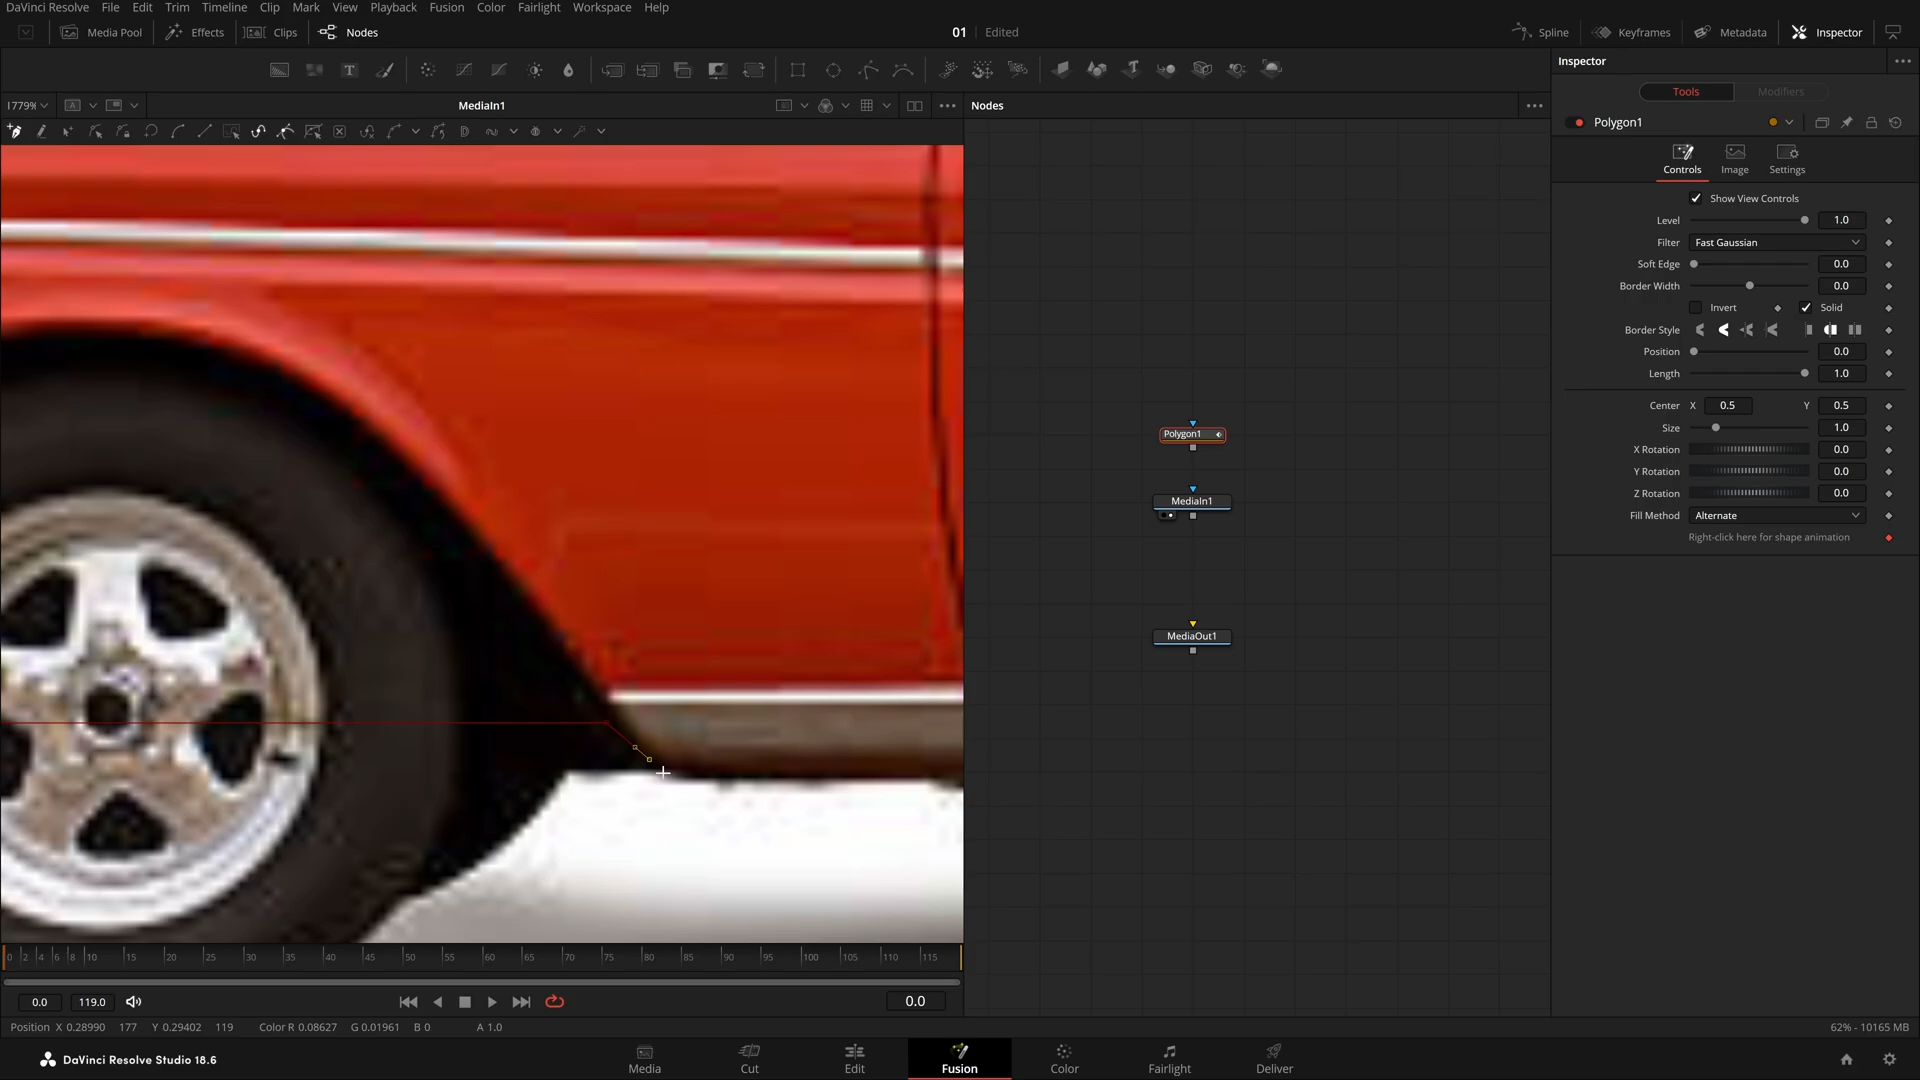 DaVinci Resolve File Edit Trim Timeline Clip Mark View Playback Fusion Color Fairlight Workspace Help
Media Pool Effects Clips Nodes 01 Edited Spline Keyframes Metadata Inspector
Inspector
1779% A MediaIn1 Nodes
Tools Modifiers
Polygon1
Controls Image Settings
Show View Controls
Level 1.0
Filter Fast Gaussian
Soft Edge 0.0
Border Width 0.0
Invert Solid
Border Style
Position 0.0
Length 1.0
Center X 0.5 Y 0.5
Size 1.0
X Rotation 0.0
Y Rotation 0.0
Z Rotation 0.0
Fill Method Alternate
Right-click here for shape animation
Polygon1
MediaIn1
MediaOut1
0 2 4 6 8 10 15 20 25 30 35 40 45 50 55 60 65 70 75 80 85 90 95 100 105 110 115
0.0 119.0 0.0
Position X 0.28990 177 Y 0.29402 119 Color R 0.08627 G 0.01961 B 0 A 1.0 62% - 10165 MB
DaVinci Resolve Studio 18.6
Media Cut Edit Fusion Color Fairlight Deliver